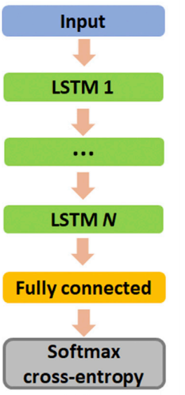 Input
LSTM 1
...
LSTM N
Fully connected
Softmax
cross-entropy